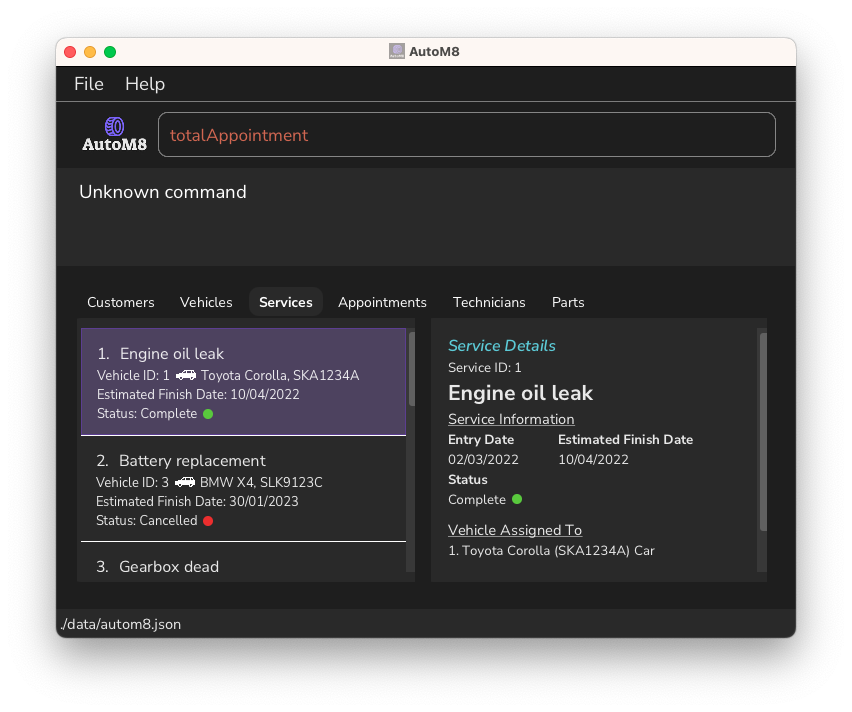 AutoM8
File Help
AutoM8
totalAppointment
Unknown command
Customers Vehicles Services Appointments Technicians Parts
1. Engine oil leak
Vehicle ID: 1 Toyota Corolla, SKA1234A
Estimated Finish Date: 10/04/2022
Status: Complete
2. Battery replacement
Vehicle ID: 3 BMW X4, SLK9123C
Estimated Finish Date: 30/01/2023
Status: Cancelled
3. Gearbox dead
Service Details
Service ID: 1
Engine oil leak
Service Information
Entry Date Estimated Finish Date
02/03/2022 10/04/2022
Status
Complete
Vehicle Assigned To
1. Toyota Corolla (SKA1234A) Car
./data/autom8.json